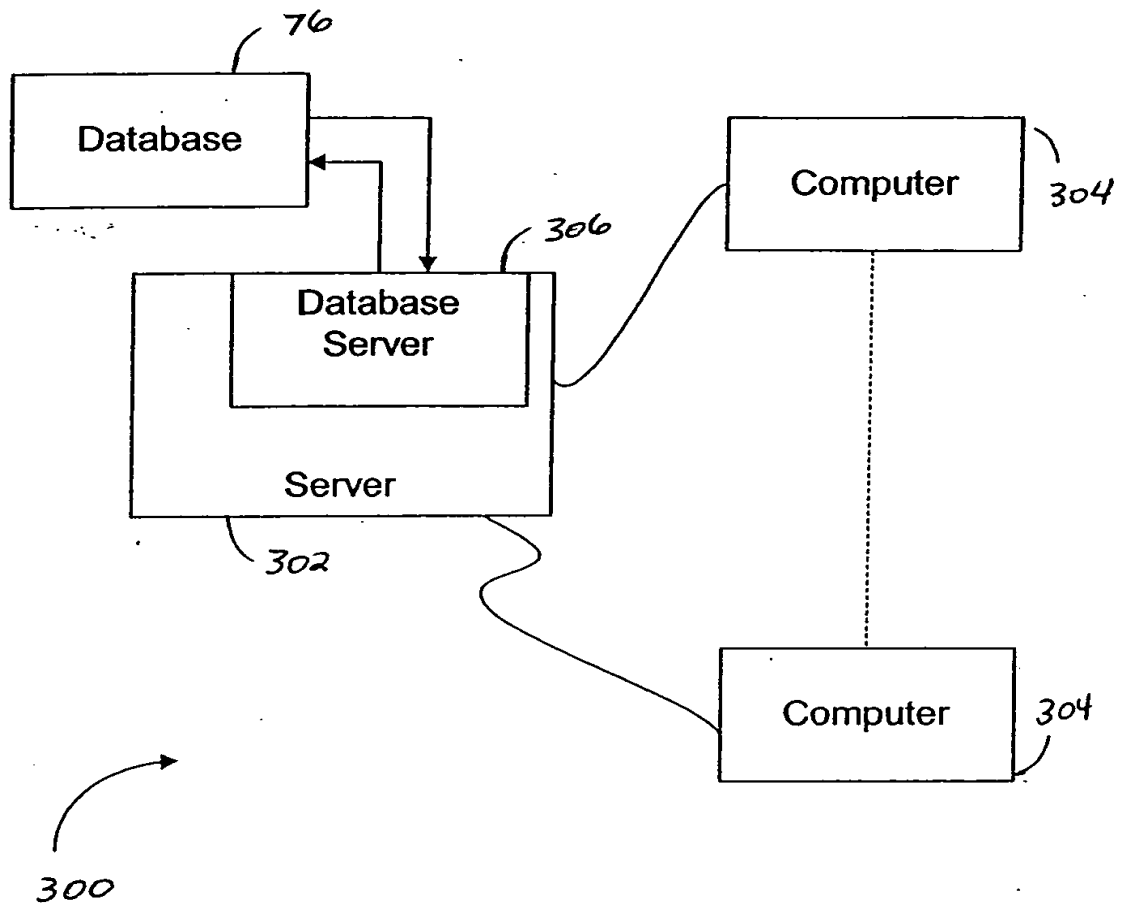 76
Database
Computer
304
306
Database
Server
Server
302
Computer
304
300